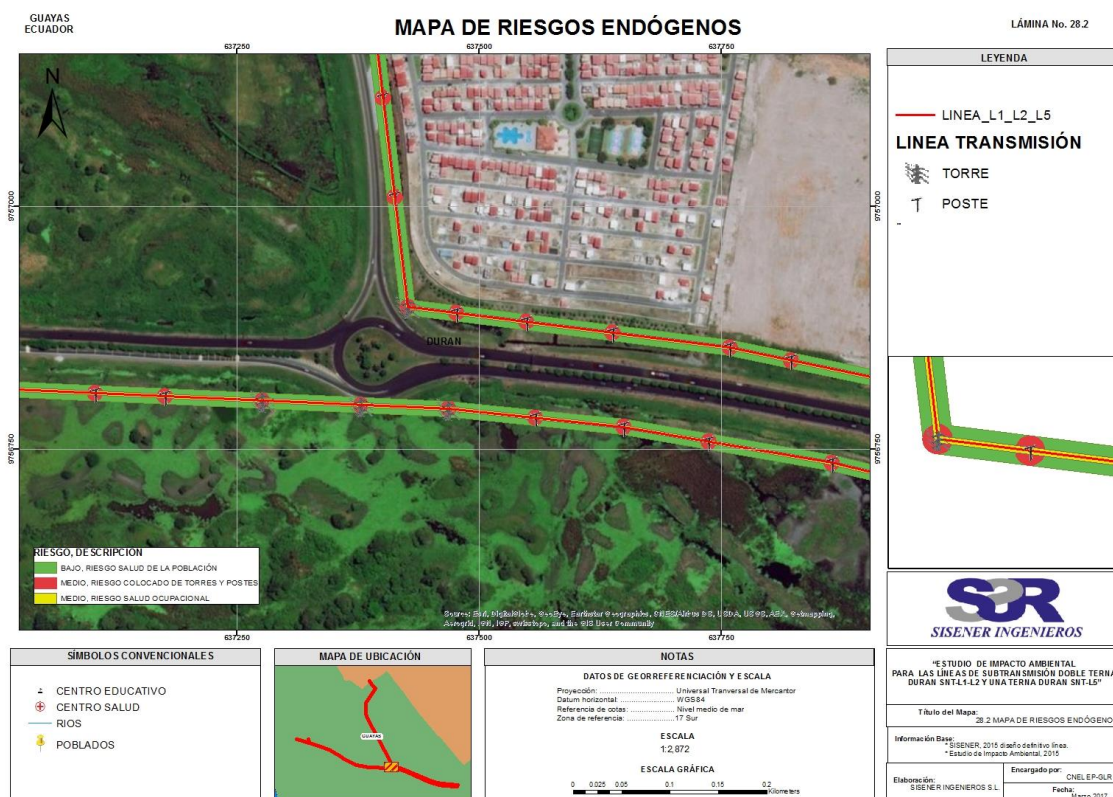 GUAYAS
ECUADOR
MAPA DE RIESGOS ENDÓGENOS
LÁMINA No. 28.2
637250
637500
637750
9757000
9757000
N
DURAN
9756750
9756750
RIESGO, DESCRIPCIÓN
BAJO, RIESGO SALUD DE LA POBLACIÓN
MEDIO, RIESGO COLOCADO DE TORRES Y POSTES
MEDIO, RIESGO SALUD OCUPACIONAL
637250
637500
637750
LEYENDA
LINEA_L1_L2_L5
LINEA TRANSMISIÓN
TORRE
POSTE
SISENER INGENIEROS
SÍMBOLOS CONVENCIONALES
CENTRO EDUCATIVO
CENTRO SALUD
RIOS
POBLADOS
MAPA DE UBICACIÓN
GUAYAS
NOTAS
DATOS DE GEORREFERENCIACIÓN Y ESCALA
Proyección: Universal Tranversal de Mercantor
Datum horizontal: WGS84
Referencia de cotas: Nivel medio de mar
Zona de referencia: 17 Sur
ESCALA
1:2,872
ESCALA GRÁFICA
0 0.025 0.05 0.1 0.15 0.2
Kilometers
"ESTUDIO DE IMPACTO AMBIENTAL
PARA LAS LÍNEAS DE SUBTRANSMISIÓN DOBLE TERNA
DURAN SNT-L1-L2 Y UNA TERNA DURAN SNT-L5"
Título del Mapa:
28.2 MAPA DE RIESGOS ENDÓGENO
Información Base:
* SISENER, 2015 diseño definitivo línea.
* Estudio de Impacto Ambiental, 2015
Elaboración:
SISENER INGENIEROS S.L.
Encargado por:
CNEL EP-GLR
Fecha:
Marzo 2017